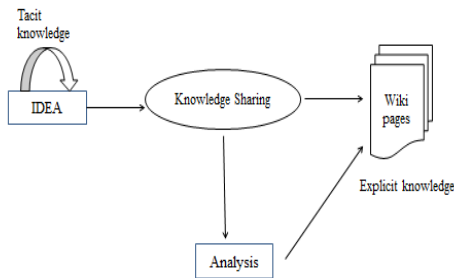 Tacit
knowledge
IDEA
Knowledge Sharing
Wiki
pages
Explicit knowledge
Analysis